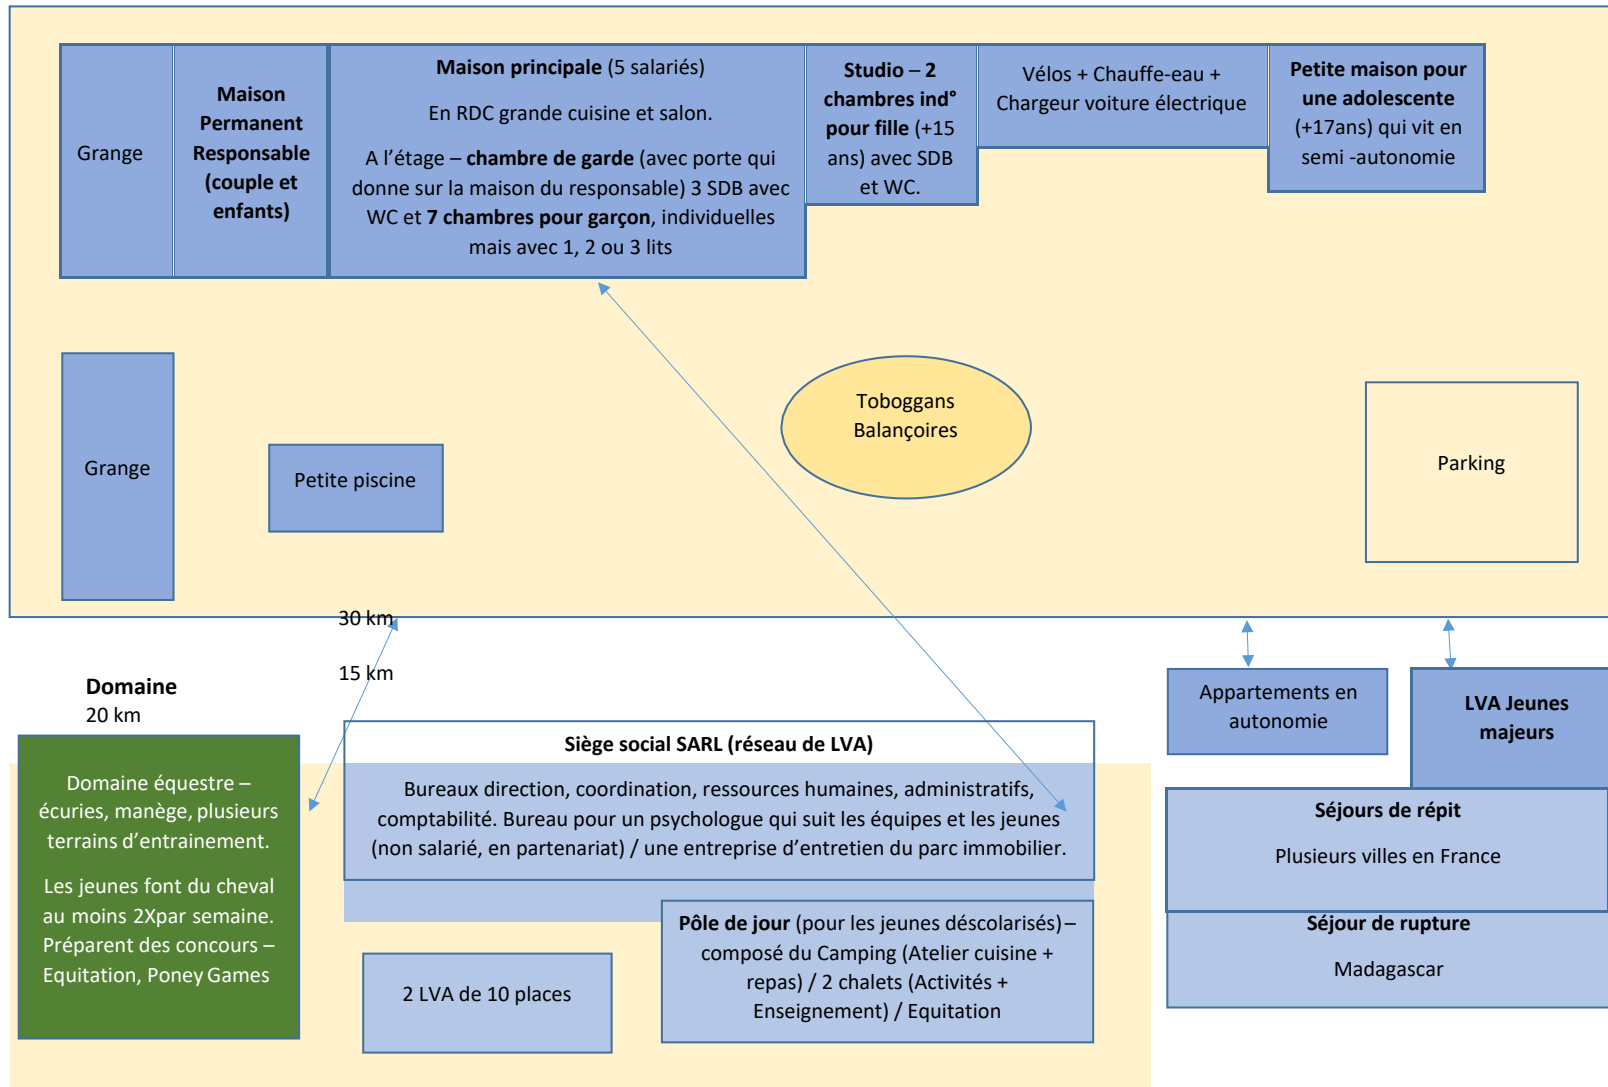 Grange
Maison
Permanent
Responsable
(couple et
enfants)
Maison principale (5 salariés)
En RDC grande cuisine et salon.
A l'étage – chambre de garde (avec porte qui
donne sur la maison du responsable) 3 SDB avec
WC et 7 chambres pour garçon, individuelles
mais avec 1, 2 ou 3 lits
Studio – 2
chambres ind°
pour fille (+15
ans) avec SDB
et WC.
Vélos + Chauffe-eau +
Chargeur voiture électrique
Petite maison pour
une adolescente
(+17ans) qui vit en
semi -autonomie
Grange
Petite piscine
Toboggans
Balançoires
Parking
30 km
15 km
Domaine
20 km
Domaine équestre –
écuries, manège, plusieurs
terrains d'entrainement.
Les jeunes font du cheval
au moins 2Xpar semaine.
Préparent des concours –
Equitation, Poney Games
Siège social SARL (réseau de LVA)
Bureaux direction, coordination, ressources humaines, administratifs,
comptabilité. Bureau pour un psychologue qui suit les équipes et les jeunes
(non salarié, en partenariat) / une entreprise d'entretien du parc immobilier.
2 LVA de 10 places
Pôle de jour (pour les jeunes déscolarisés) –
composé du Camping (Atelier cuisine +
repas) / 2 chalets (Activités +
Enseignement) / Equitation
Appartements en
autonomie
LVA Jeunes
majeurs
Séjours de répit
Plusieurs villes en France
Séjour de rupture
Madagascar